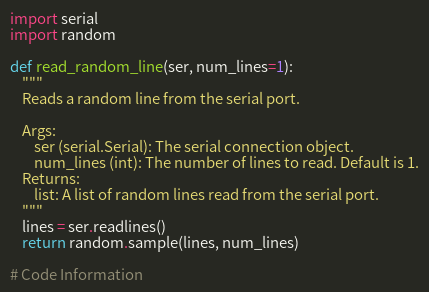 import serial
import random

def read_random_line(ser, num_lines=1):
    """
    Reads a random line from the serial port.

    Args:
        ser (serial.Serial): The serial connection object.
        num_lines (int): The number of lines to read. Default is 1.
    Returns:
        list: A list of random lines read from the serial port.
    """
    lines = ser.readlines()
    return random.sample(lines, num_lines)

# Code Information